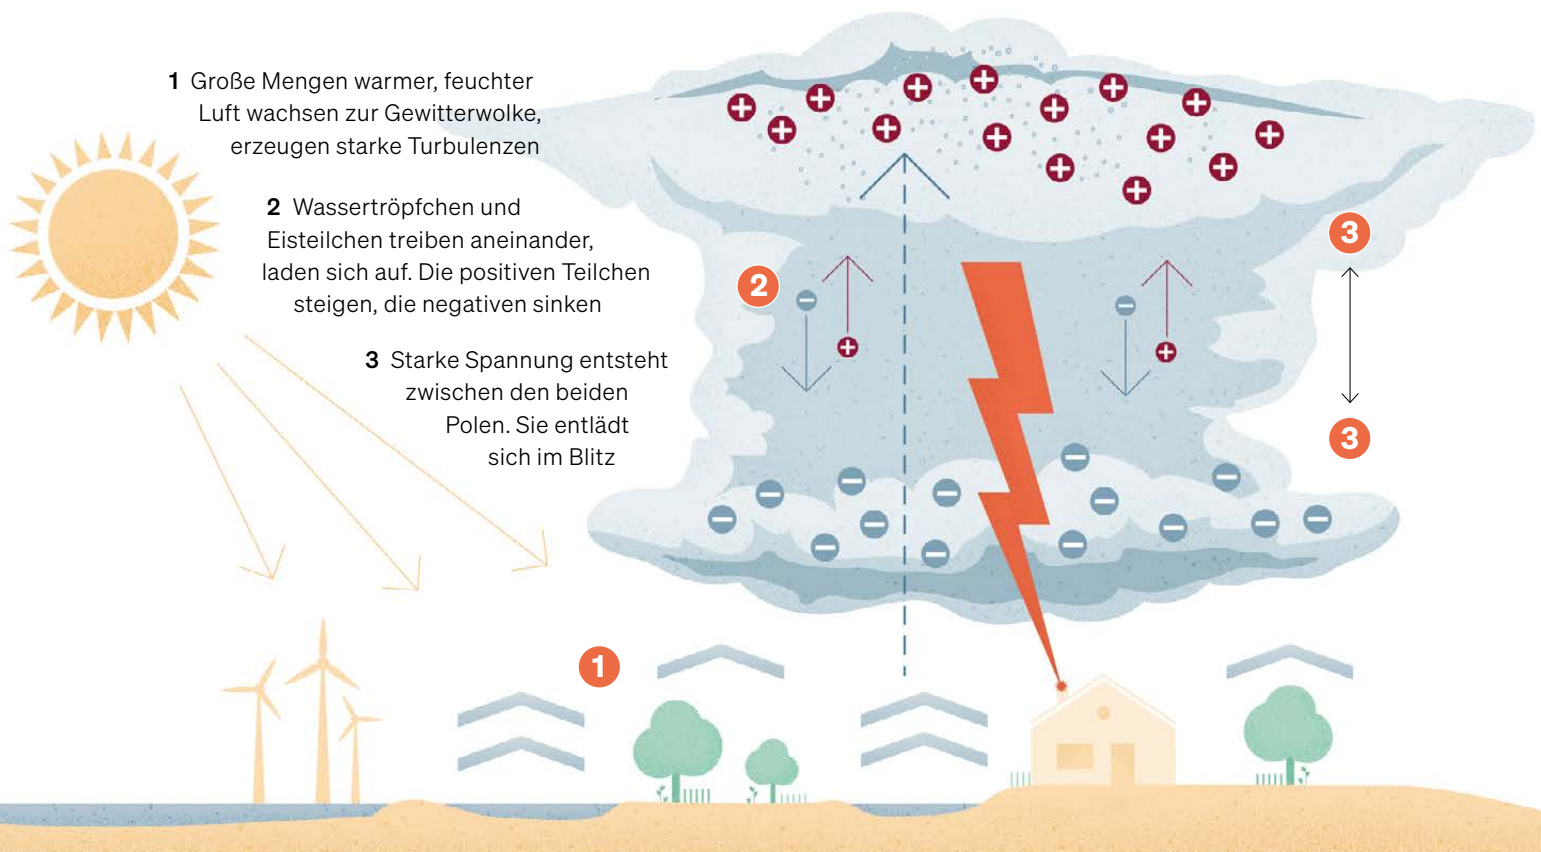 1 Große Mengen warmer, feuchter
Luft wachsen zur Gewitterwolke,
erzeugen starke Turbulenzen
2 Wassertröpfchen und
Eisteilchen treiben aneinander,
laden sich auf. Die positiven Teilchen
steigen, die negativen sinken
3 Starke Spannung entsteht
zwischen den beiden
Polen. Sie entlädt
sich im Blitz
3
2
3
1